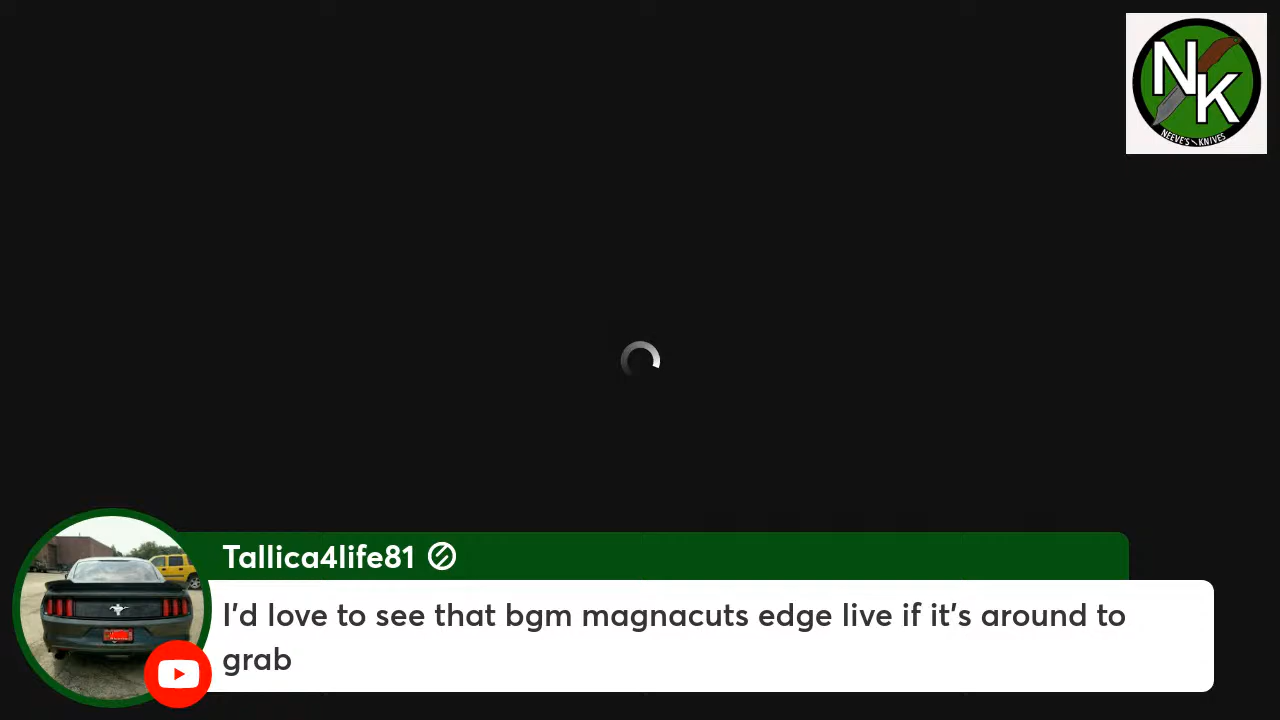 NK
NEEVE'S KNIVES
Tallica4life81
I'd love to see that bgm magnacuts edge live if it's around to
grab